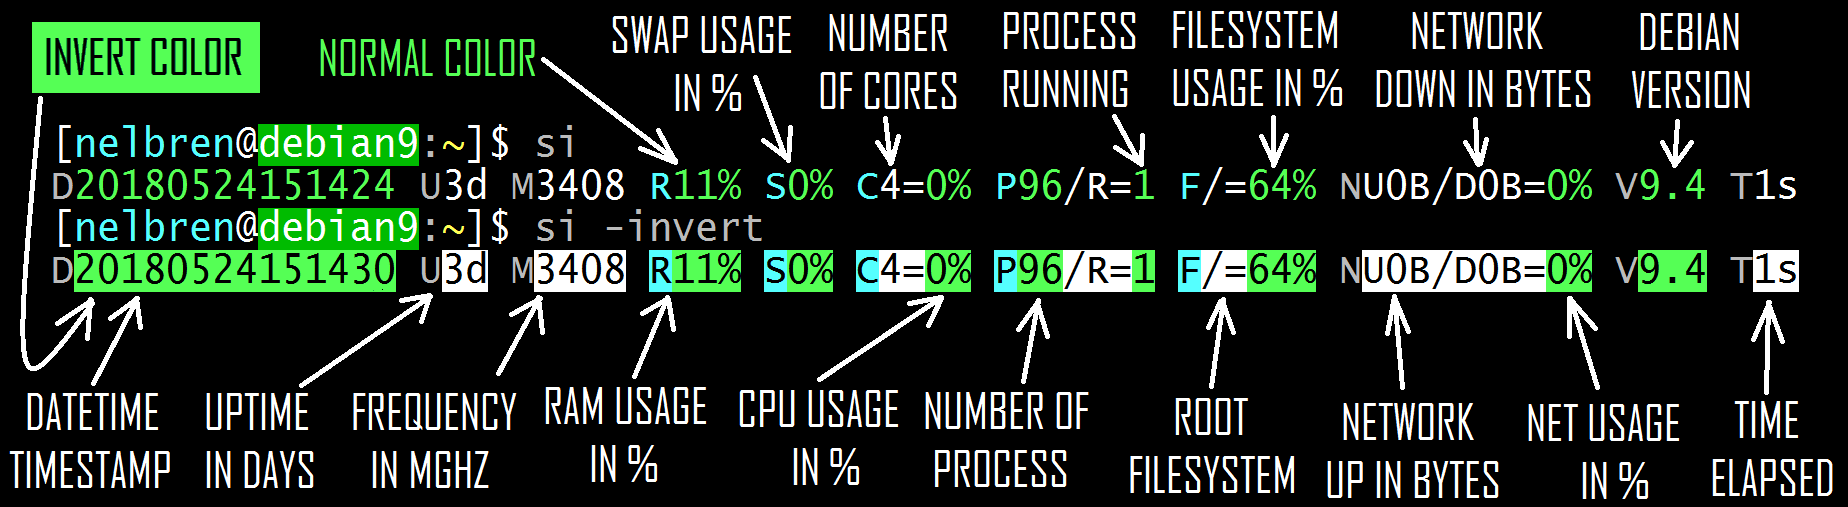 INVERT COLOR
NORMAL COLOR
SWAP USAGE
IN %
NUMBER
OF CORES
PROCESS
RUNNING
FILESYSTEM
USAGE IN %
NETWORK
DOWN IN BYTES
DEBIAN
VERSION
[nelbren@debian9:~]$ si
D20180524151424 U3d M3408 R11% S0% C4=0% P96/R=1 F/=64% NU0B/D0B=0% V9.4 T1s
[nelbren@debian9:~]$ si -invert
D20180524151430 U3d M3408 R11% S0% C4=0% P96/R=1 F/=64% NU0B/D0B=0% V9.4 T1s
DATETIME
TIMESTAMP
UPTIME
IN DAYS
FREQUENCY
IN MGHZ
RAM USAGE
IN %
CPU USAGE
IN %
NUMBER OF
PROCESS
ROOT
FILESYSTEM
NETWORK
UP IN BYTES
NET USAGE
IN %
TIME
ELAPSED